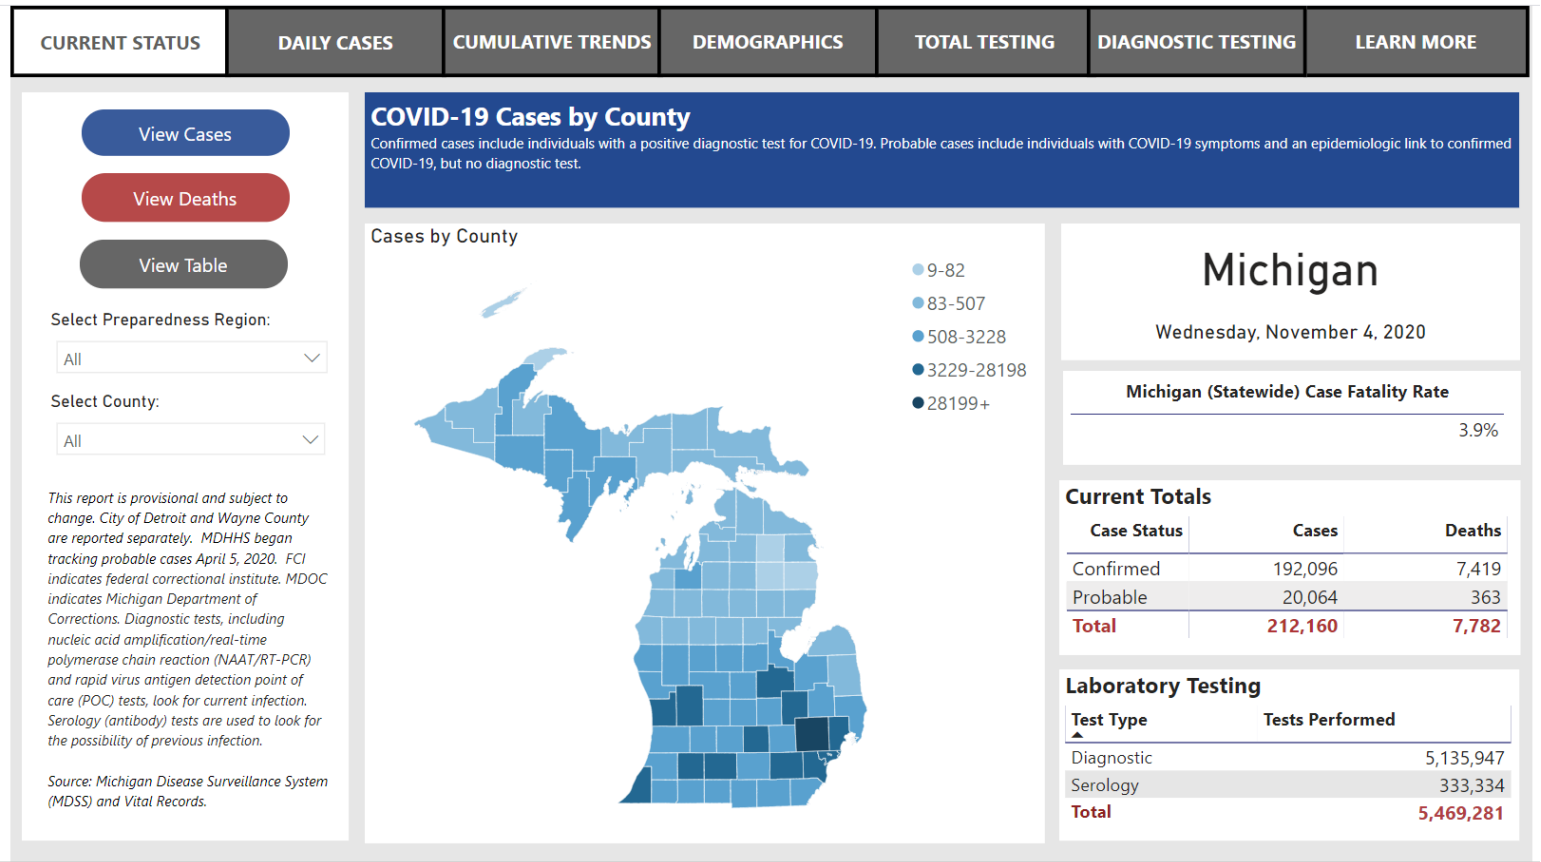 CURRENT STATUS
DAILY CASES
CUMULATIVE TRENDS
DEMOGRAPHICS
TOTAL TESTING
DIAGNOSTIC TESTING
LEARN MORE
View Cases
View Deaths
View Table
Select Preparedness Region:
All
Select County:
All
This report is provisional and subject to
change. City of Detroit and Wayne County
are reported separately.  MDHHS began
tracking probable cases April 5, 2020.  FCI
indicates federal correctional institute. MDOC
indicates Michigan Department of
Corrections. Diagnostic tests, including
nucleic acid amplification/real-time
polymerase chain reaction (NAAT/RT-PCR)
and rapid virus antigen detection point of
care (POC) tests, look for current infection.
Serology (antibody) tests are used to look for
the possibility of previous infection.
Source: Michigan Disease Surveillance System
(MDSS) and Vital Records.
COVID-19 Cases by County
Confirmed cases include individuals with a positive diagnostic test for COVID-19. Probable cases include individuals with COVID-19 symptoms and an epidemiologic link to confirmed
COVID-19, but no diagnostic test.
Cases by County
9-82
83-507
508-3228
3229-28198
28199+
Michigan
Wednesday, November 4, 2020
Michigan (Statewide) Case Fatality Rate
3.9%
Current Totals
Case Status Cases Deaths
Confirmed 192,096 7,419
Probable 20,064 363
Total 212,160 7,782
Laboratory Testing
Test Type Tests Performed
Diagnostic 5,135,947
Serology 333,334
Total 5,469,281